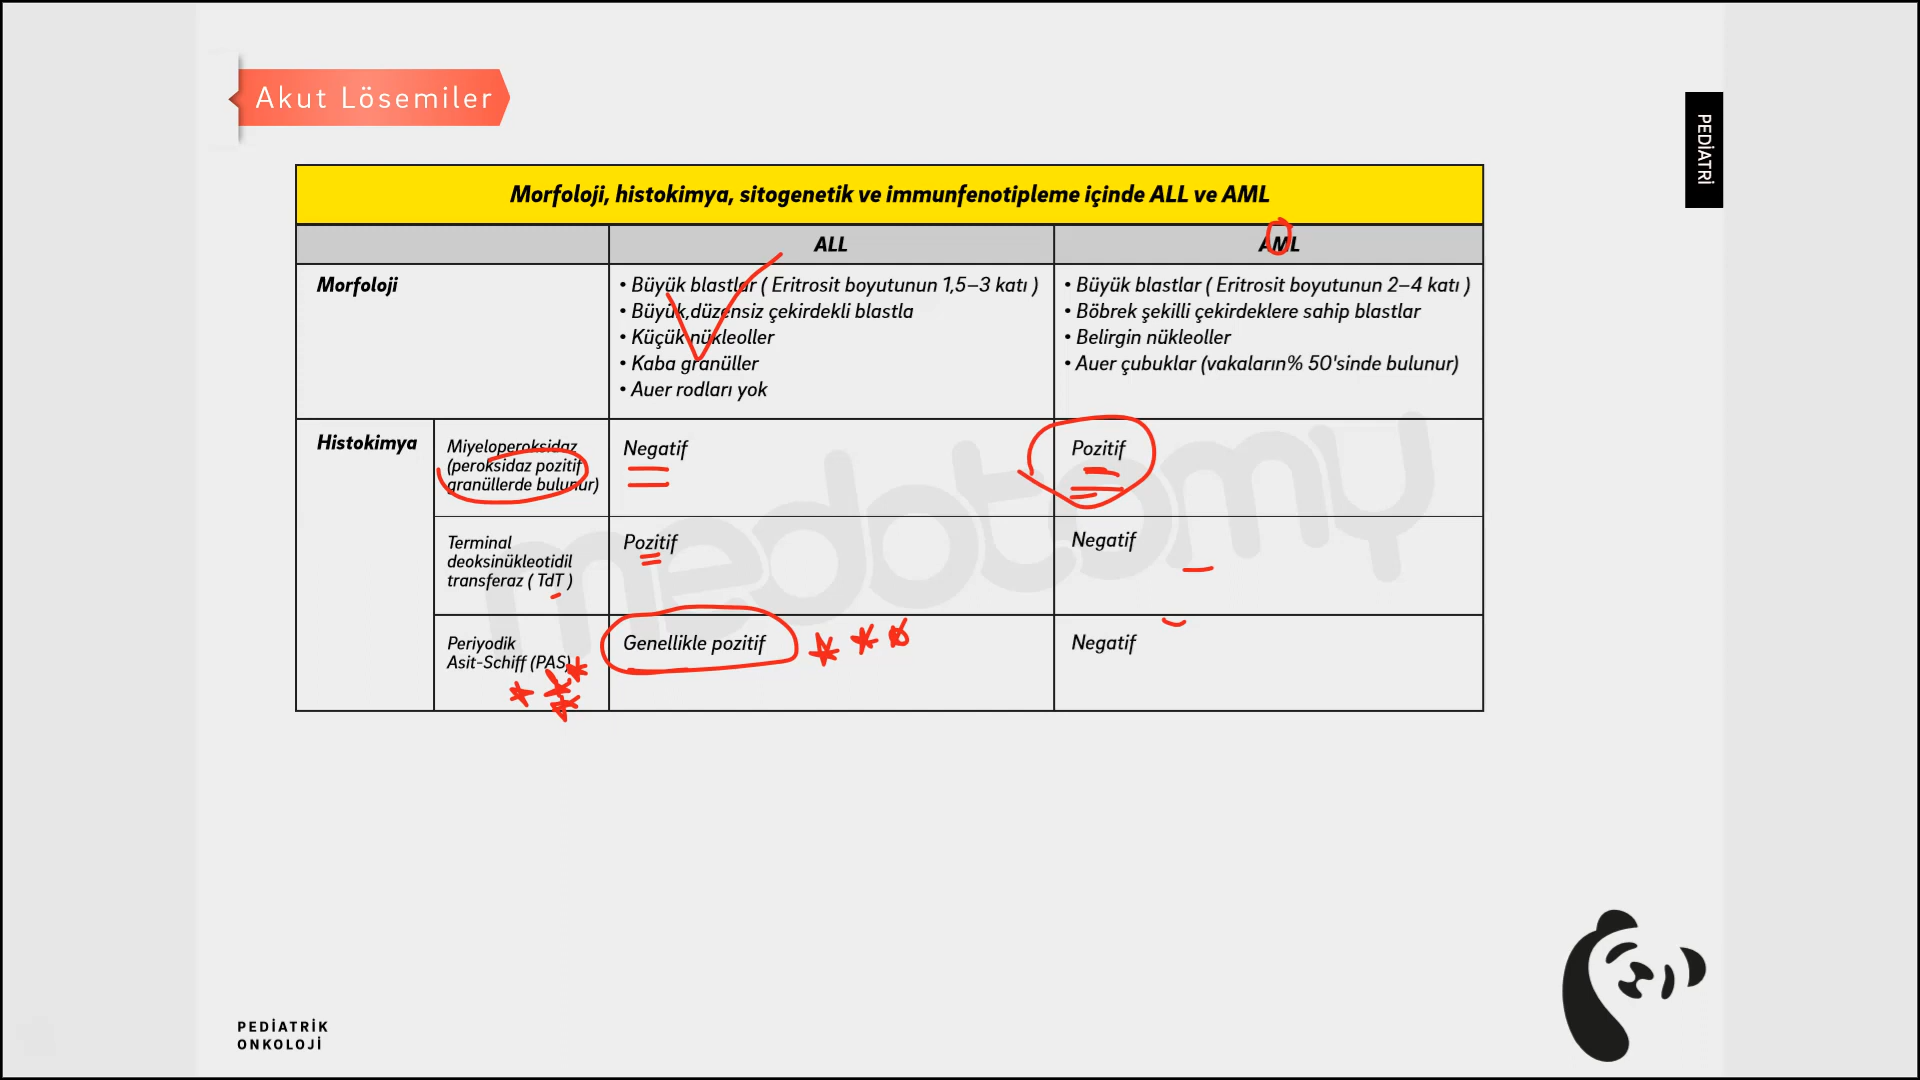 Akut Lösemiler
PEDİATRİ
Morfoloji, histokimya, sitogenetik ve immunfenotipleme içinde ALL ve AML
ALL
AML
Morfoloji
• Büyük blastlar ( Eritrosit boyutunun 1,5–3 katı )
• Büyük,düzensiz çekirdekli blastla
• Küçük nükleoller
• Kaba granüller
• Auer rodları yok
• Büyük blastlar ( Eritrosit boyutunun 2–4 katı )
• Böbrek şekilli çekirdeklere sahip blastlar
• Belirgin nükleoller
• Auer çubuklar (vakaların% 50'sinde bulunur)
Histokimya
Miyeloperoksidaz
(peroksidaz pozitif
granüllerde bulunur)
Negatif
Pozitif
Terminal
deoksinükleotidil
transferaz ( TdT )
Pozitif
Negatif
Periyodik
Asit-Schiff (PAS)
Genellikle pozitif
Negatif
medotomy
PEDİATRİK
ONKOLOJİ